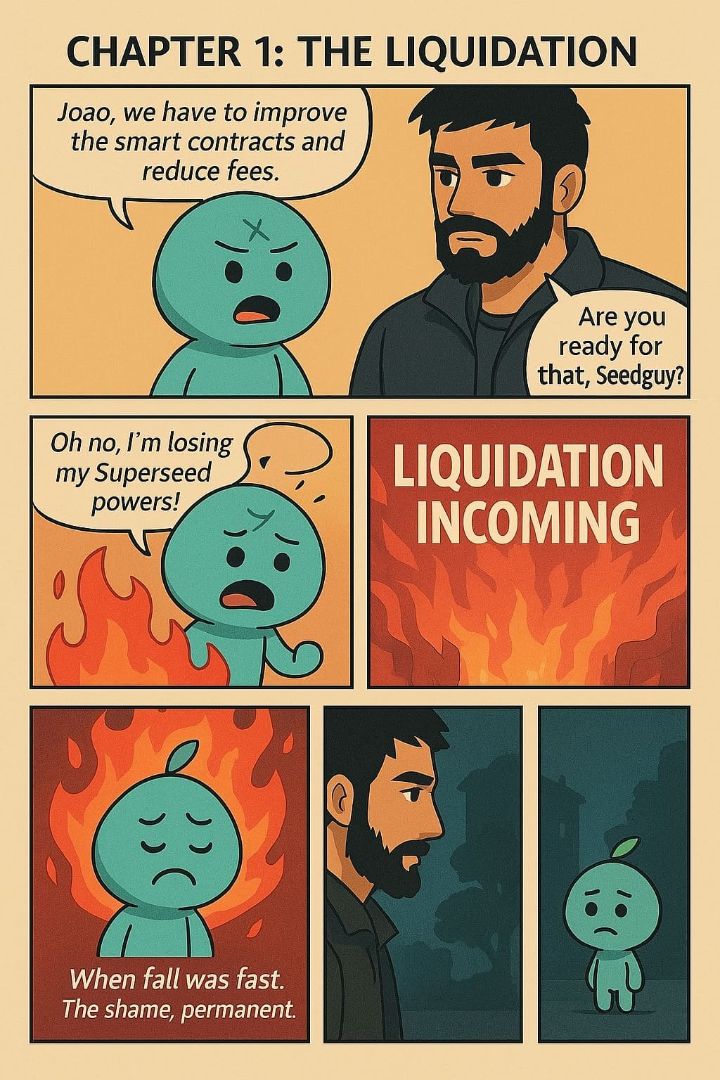 CHAPTER 1: THE LIQUIDATION
Joao, we have to improve
the smart contracts and
reduce fees.
Are you
ready for
that, Seedguy?
Oh no, I'm losing
my Superseed
powers!
LIQUIDATION
INCOMING
When fall was fast.
The shame, permanent.